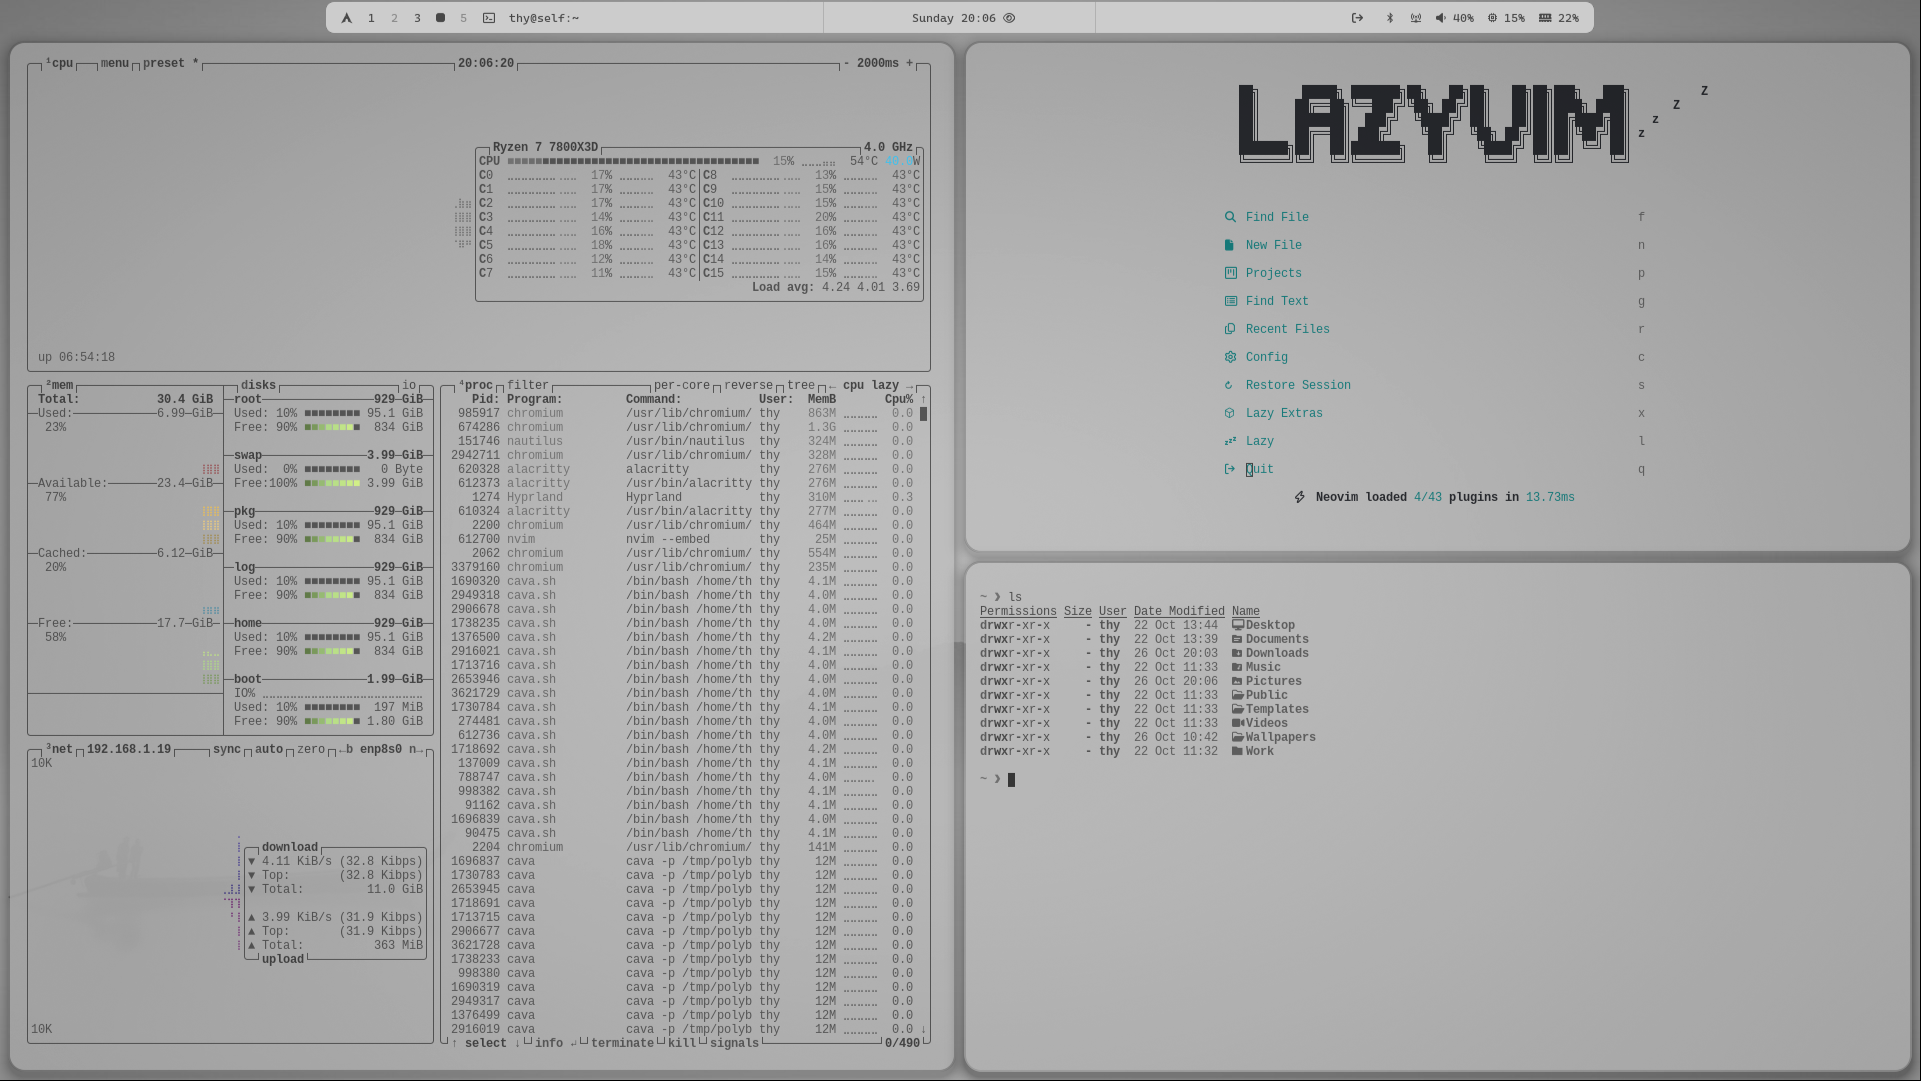 1 2 3 5 thy@self:~ Sunday 20:06 40% 15% 22%
¹cpu menu preset * 20:06:20 - 2000ms +
Ryzen 7 7800X3D 4.0 GHz
CPU 15% 54°C 40.0W
C0 17% 43°C C8 13% 43°C
C1 17% 43°C C9 15% 43°C
C2 17% 43°C C10 15% 43°C
C3 14% 43°C C11 20% 43°C
C4 16% 43°C C12 16% 43°C
C5 18% 43°C C13 16% 43°C
C6 12% 43°C C14 14% 43°C
C7 11% 43°C C15 15% 43°C
Load avg: 4.24 4.01 3.69
up 06:54:18
²mem disks io
Total: 30.4 GiB
Used: 6.99 GiB
23%
Available: 23.4 GiB
77%
Cached: 6.12 GiB
20%
Free: 17.7 GiB
58%
root 929 GiB
Used: 10% 95.1 GiB
Free: 90% 834 GiB
swap 3.99 GiB
Used: 0% 0 Byte
Free:100% 3.99 GiB
pkg 929 GiB
Used: 10% 95.1 GiB
Free: 90% 834 GiB
log 929 GiB
Used: 10% 95.1 GiB
Free: 90% 834 GiB
home 929 GiB
Used: 10% 95.1 GiB
Free: 90% 834 GiB
boot 1.99 GiB
IO%
Used: 10% 197 MiB
Free: 90% 1.80 GiB
³net 192.168.1.19 sync auto zero ←b enp8s0 n→
10K
download
▼ 4.11 KiB/s (32.8 Kibps)
▼ Top: (32.8 Kibps)
▼ Total: 11.0 GiB
▲ 3.99 KiB/s (31.9 Kibps)
▲ Top: (31.9 Kibps)
▲ Total: 363 MiB
upload
10K
⁴proc filter per-core reverse tree ← cpu lazy →
Pid: Program: Command: User: MemB Cpu% ↑
985917 chromium /usr/lib/chromium/ thy 863M 0.0
674286 chromium /usr/lib/chromium/ thy 1.3G 0.0
151746 nautilus /usr/bin/nautilus thy 324M 0.0
2942711 chromium /usr/lib/chromium/ thy 328M 0.0
620328 alacritty alacritty thy 276M 0.0
612373 alacritty /usr/bin/alacritty thy 276M 0.0
1274 Hyprland Hyprland thy 310M 0.3
610324 alacritty /usr/bin/alacritty thy 277M 0.0
2200 chromium /usr/lib/chromium/ thy 464M 0.0
612700 nvim nvim --embed thy 25M 0.0
2062 chromium /usr/lib/chromium/ thy 554M 0.0
3379160 chromium /usr/lib/chromium/ thy 235M 0.0
1690320 cava.sh /bin/bash /home/th thy 4.1M 0.0
2949318 cava.sh /bin/bash /home/th thy 4.0M 0.0
2906678 cava.sh /bin/bash /home/th thy 4.0M 0.0
1738235 cava.sh /bin/bash /home/th thy 4.0M 0.0
1376500 cava.sh /bin/bash /home/th thy 4.2M 0.0
2916021 cava.sh /bin/bash /home/th thy 4.1M 0.0
1713716 cava.sh /bin/bash /home/th thy 4.0M 0.0
2653946 cava.sh /bin/bash /home/th thy 4.0M 0.0
3621729 cava.sh /bin/bash /home/th thy 4.0M 0.0
1730784 cava.sh /bin/bash /home/th thy 4.1M 0.0
274481 cava.sh /bin/bash /home/th thy 4.0M 0.0
612736 cava.sh /bin/bash /home/th thy 4.0M 0.0
1718692 cava.sh /bin/bash /home/th thy 4.2M 0.0
137009 cava.sh /bin/bash /home/th thy 4.1M 0.0
788747 cava.sh /bin/bash /home/th thy 4.0M 0.0
998382 cava.sh /bin/bash /home/th thy 4.1M 0.0
91162 cava.sh /bin/bash /home/th thy 4.1M 0.0
1696839 cava.sh /bin/bash /home/th thy 4.0M 0.0
90475 cava.sh /bin/bash /home/th thy 4.1M 0.0
2204 chromium /usr/lib/chromium/ thy 141M 0.0
1696837 cava cava -p /tmp/polyb thy 12M 0.0
1730783 cava cava -p /tmp/polyb thy 12M 0.0
2653945 cava cava -p /tmp/polyb thy 12M 0.0
1718691 cava cava -p /tmp/polyb thy 12M 0.0
1713715 cava cava -p /tmp/polyb thy 12M 0.0
2906677 cava cava -p /tmp/polyb thy 12M 0.0
3621728 cava cava -p /tmp/polyb thy 12M 0.0
1738233 cava cava -p /tmp/polyb thy 12M 0.0
998380 cava cava -p /tmp/polyb thy 12M 0.0
1690319 cava cava -p /tmp/polyb thy 12M 0.0
2949317 cava cava -p /tmp/polyb thy 12M 0.0
1376499 cava cava -p /tmp/polyb thy 12M 0.0
2916019 cava cava -p /tmp/polyb thy 12M 0.0 ↓
↑ select ↓ info ↵ terminate kill signals 0/490
LAZYVIM z z Z Z
Find File f
New File n
Projects p
Find Text g
Recent Files r
Config c
Restore Session s
Lazy Extras x
Lazy l
Quit q
Neovim loaded 4/43 plugins in 13.73ms
~ ❯ ls
Permissions Size User Date Modified Name
drwxr-xr-x - thy 22 Oct 13:44 Desktop
drwxr-xr-x - thy 22 Oct 13:39 Documents
drwxr-xr-x - thy 26 Oct 20:03 Downloads
drwxr-xr-x - thy 22 Oct 11:33 Music
drwxr-xr-x - thy 26 Oct 20:06 Pictures
drwxr-xr-x - thy 22 Oct 11:33 Public
drwxr-xr-x - thy 22 Oct 11:33 Templates
drwxr-xr-x - thy 22 Oct 11:33 Videos
drwxr-xr-x - thy 26 Oct 10:42 Wallpapers
drwxr-xr-x - thy 22 Oct 11:32 Work
~ ❯